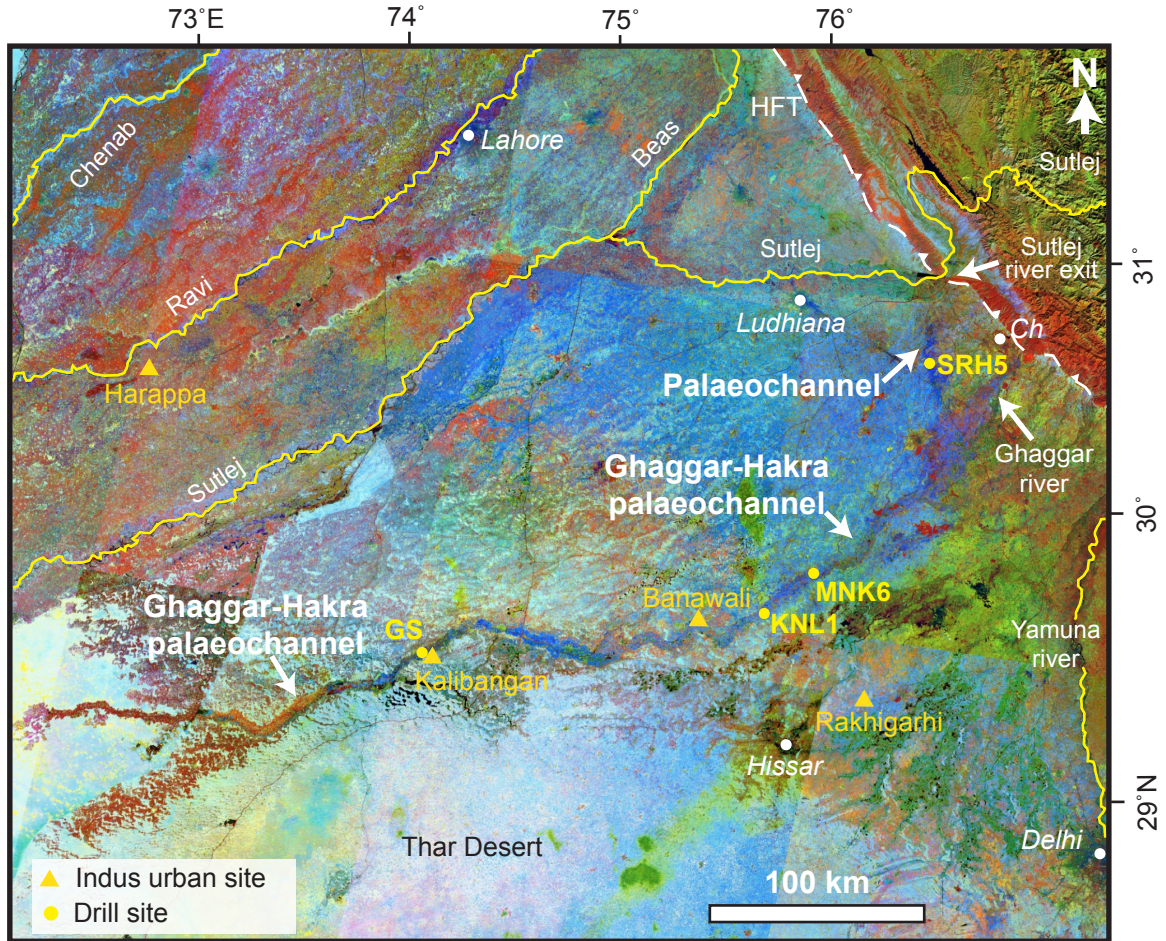 73°E
74°
75°
76°
N
HFT
Chenab
Lahore
Beas
Sutlej
Sutlej
Sutlej
river exit
31°
Ravi
Ludhiana
Ch
Palaeochannel
SRH5
Harappa
Ghaggar
river
Sutlej
Ghaggar-Hakra
palaeochannel
30°
MNK6
Banawali
KNL1
Ghaggar-Hakra
palaeochannel
GS
Kalibangan
Yamuna
river
Rakhigarhi
Hissar
29°N
Thar Desert
Delhi
Indus urban site
Drill site
100 km